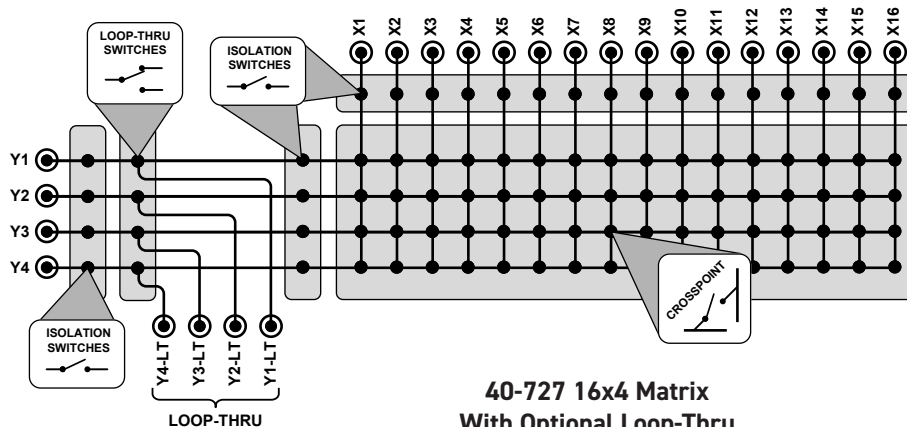 X1 X2 X3 X4 X5 X6 X7 X8 X9 X10 X11 X12 X13 X14 X15 X16
LOOP-THRU
SWITCHES
ISOLATION
SWITCHES
Y1
Y2
Y3
Y4
CROSSPOINT
ISOLATION
SWITCHES
Y4-LT Y3-LT Y2-LT Y1-LT
LOOP-THRU
40-727 16x4 Matrix
With Optional Loop-Thru